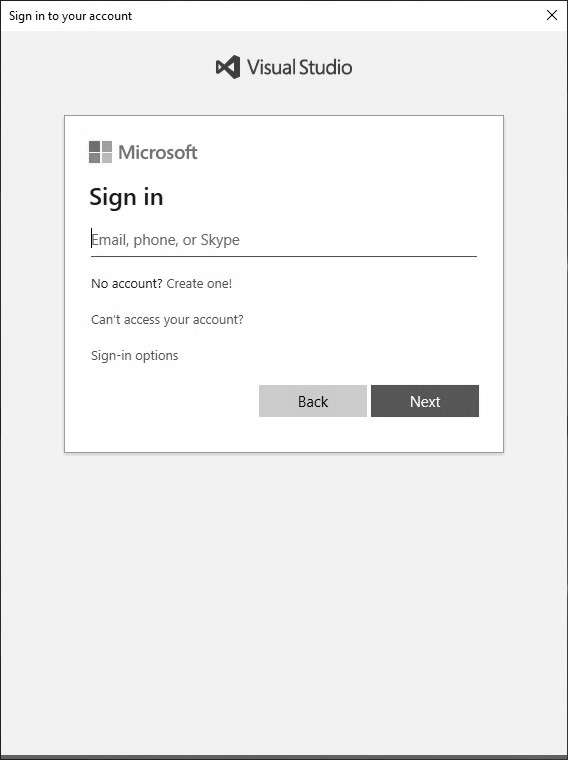 Sign in to your account
Visual Studio
Microsoft
Sign in
Email, phone, or Skype
No account? Create one!
Can't access your account?
Sign-in options
Back Next